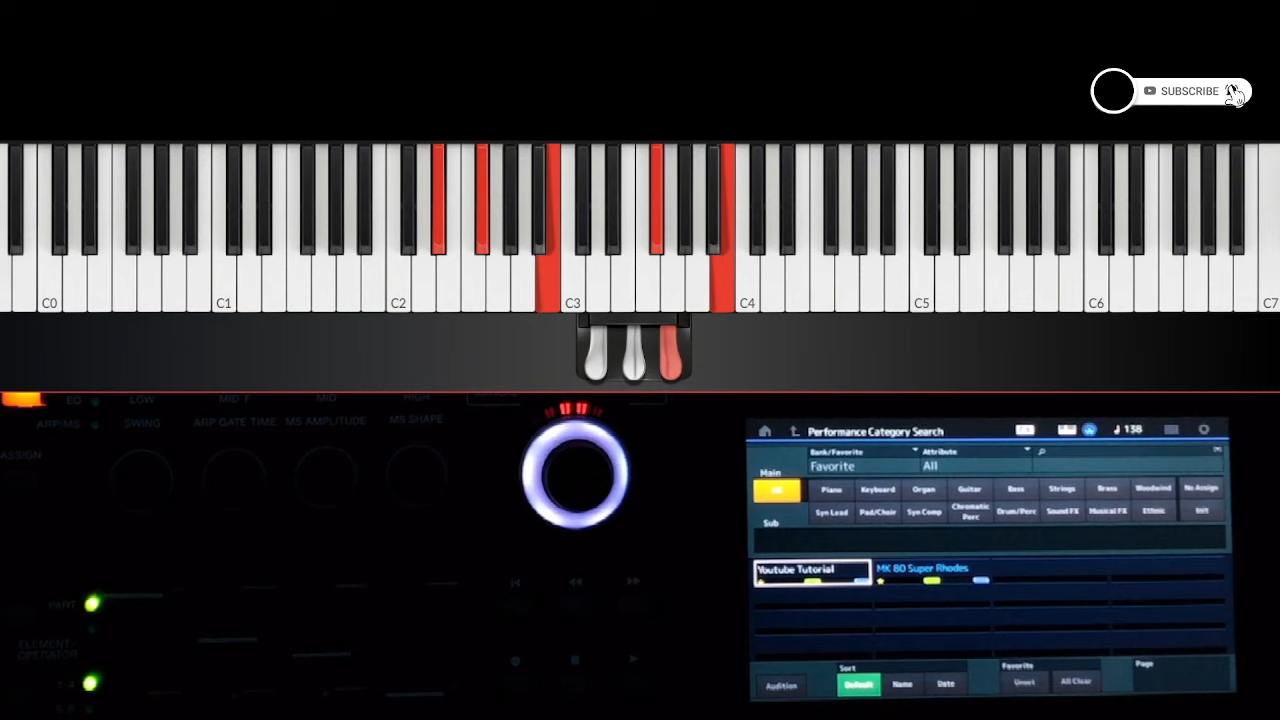 SUBSCRIBE
C0 C1 C2 C3 C4 C5 C6 C7
EQ LOW MID F MID HIGH
ARP/MS SWING ARP GATE TIME MS AMPLITUDE MS SHAPE
ASSIGN
PART
ELEMENT-
OPERATOR
Performance Category Search 138
Bank/Favorite Attribute
Favorite All
Main
Piano Keyboard Organ Guitar Bass Strings Brass Woodwind No Assign
Syn Lead Pad/Choir Syn Comp Chromatic Perc Drum/Perc Sound FX Musical FX Ethnic Init
Sub
Youtube Tutorial MK 80 Super Rhodes
Sort Favorite Page
Audition Default Name Date Unset All Clear